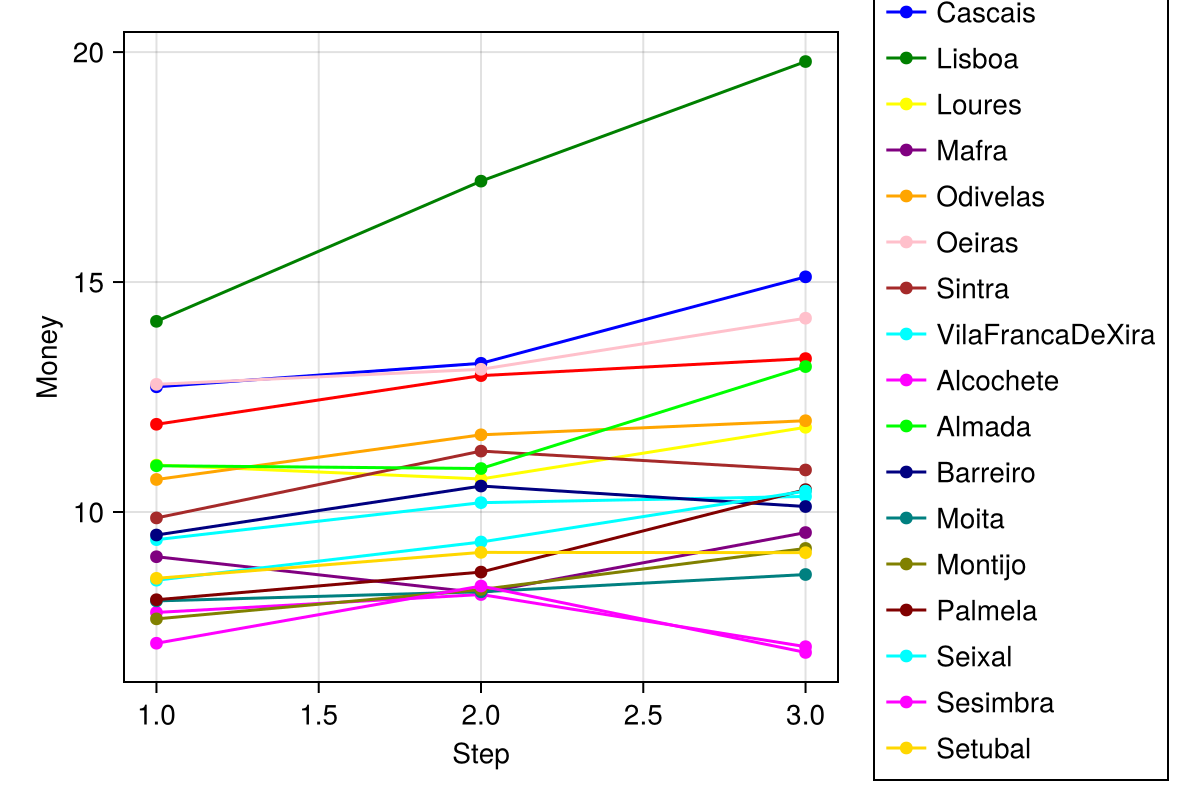 Cascais
Lisboa
Loures
Mafra
Odivelas
Oeiras
Sintra
VilaFrancaDeXira
Alcochete
Almada
Barreiro
Moita
Montijo
Palmela
Seixal
Sesimbra
Setubal
20
15
10
Money
1.0 1.5 2.0 2.5 3.0
Step